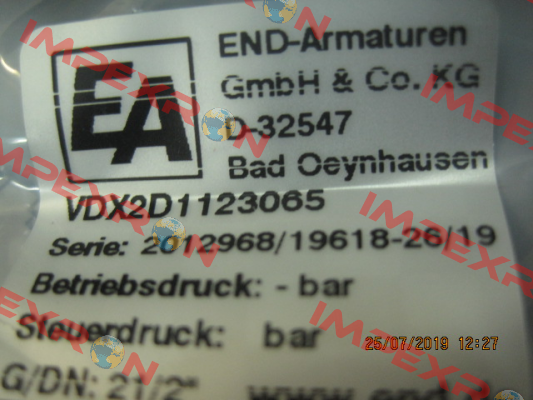 EA
END-Armaturen
GmbH & Co. KG
D-32547
Bad Oeynhausen
VDX2D1123065
Serie: 2012968/19618-26/19
Betriebsdruck: - bar
Steuerdruck: bar
25/07/2019 12:27
G/DN: 21/2"
IMPEXRON